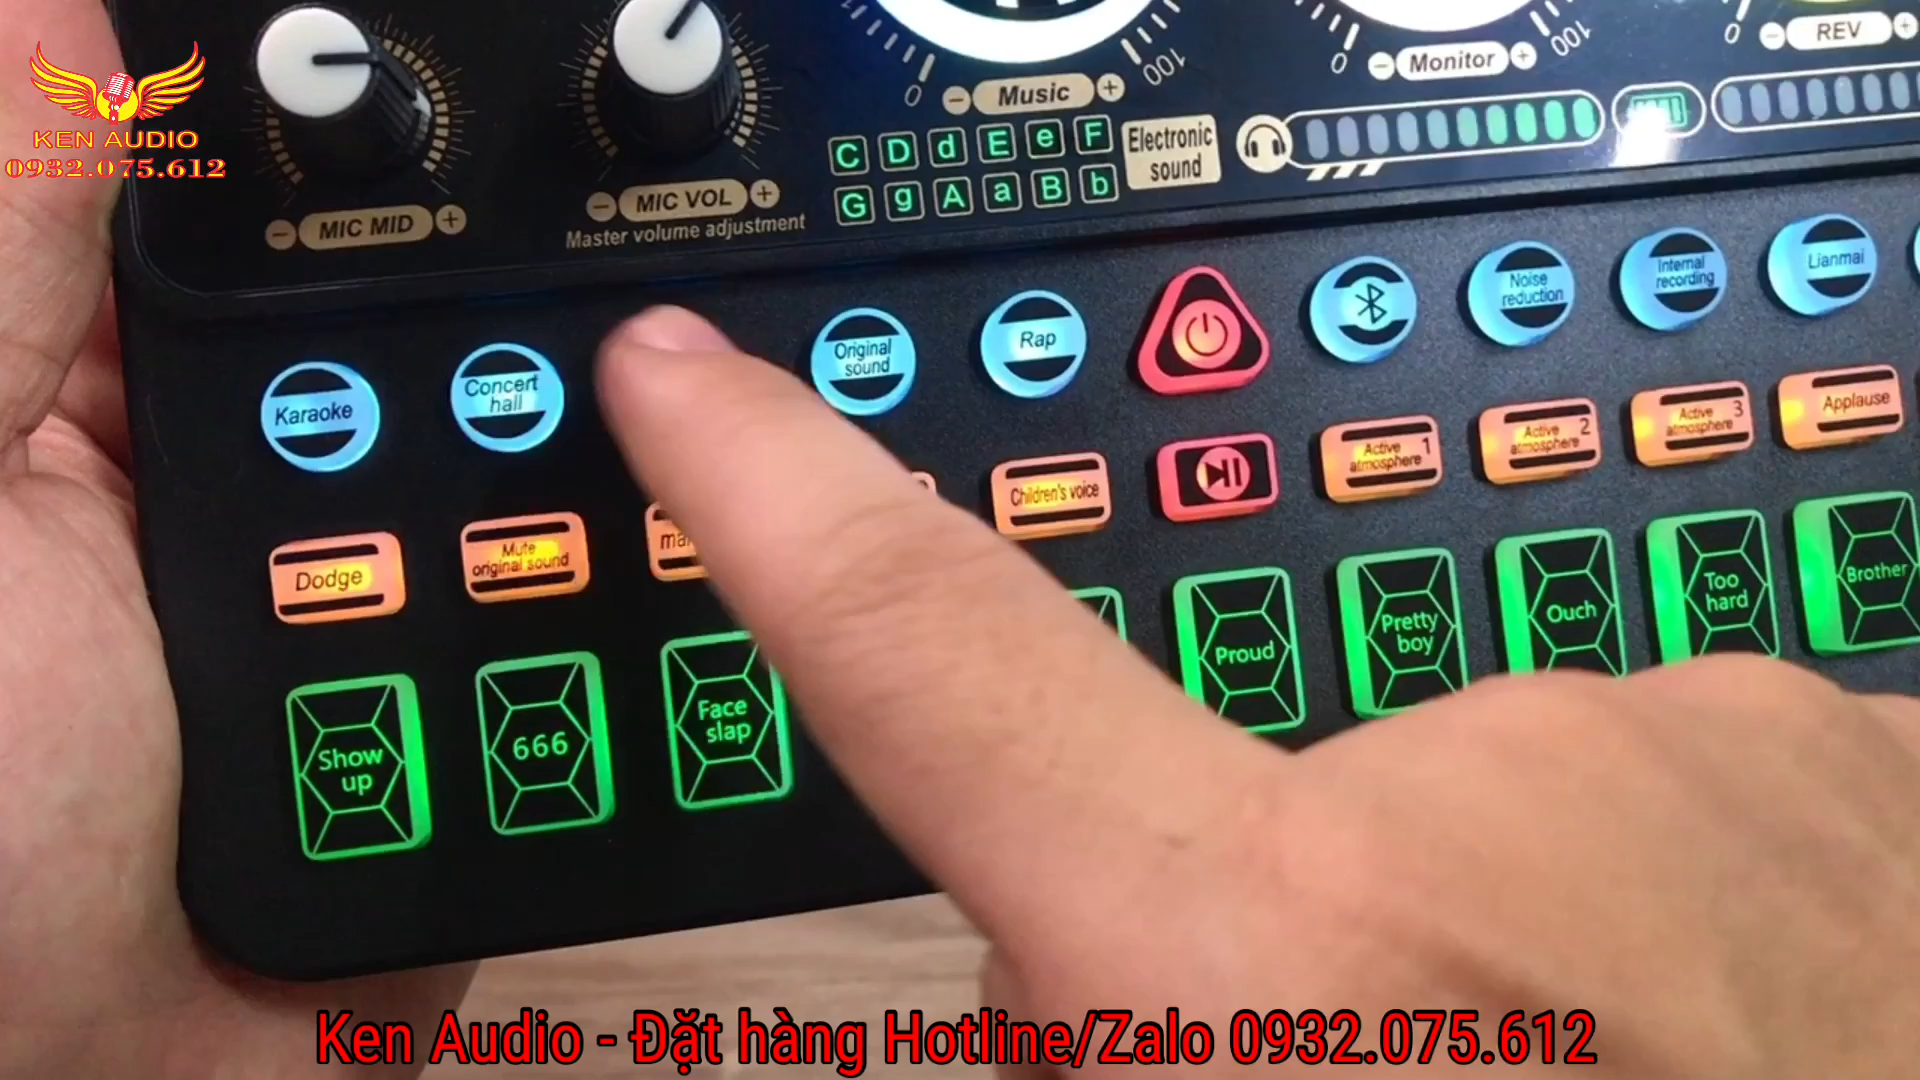 KEN AUDIO
0932.075.612
MIC MID
MIC VOL
Master volume adjustment
0 Music 100
0 Monitor 100
0 REV
C D d E e F
G g A a B b
Electronic
sound
Karaoke
Concert
hall
Original
sound
Rap
Noise
reduction
Internal
recording
Lianmai
Dodge
Mute
original sound
Children's voice
Active
atmosphere 1
Active
atmosphere 2
Active
atmosphere 3
Applause
Show
up
666
Face
slap
Proud
Pretty
boy
Ouch
Too
hard
Brother
Ken Audio - Đặt hàng Hotline/Zalo 0932.075.612